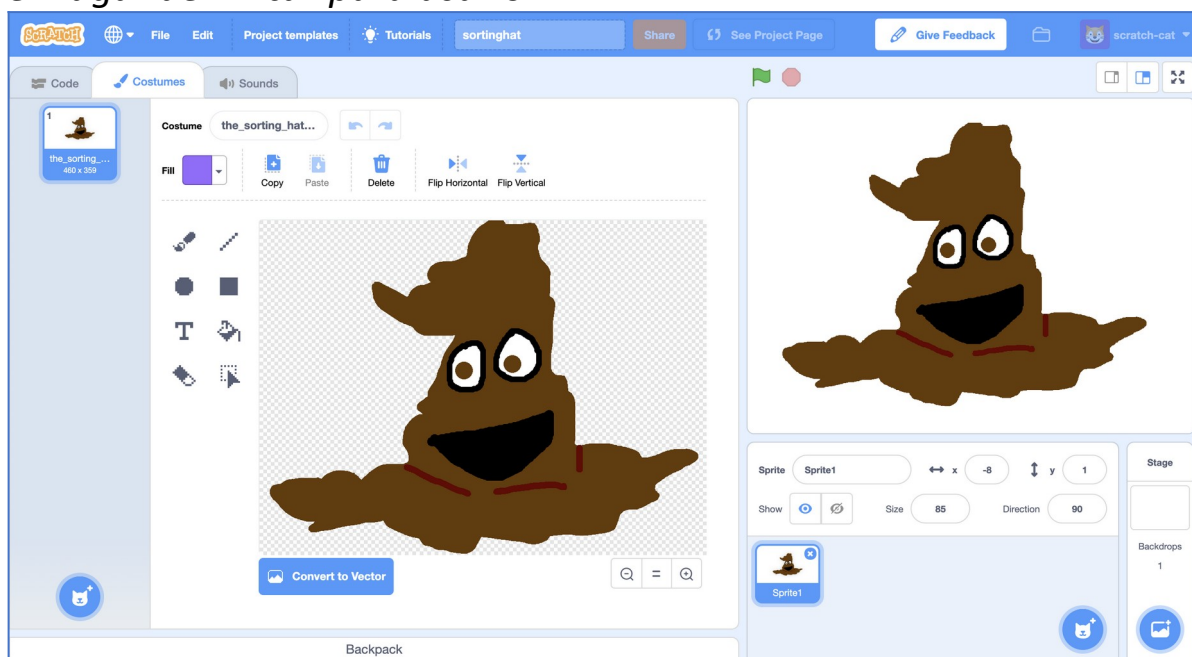 SCRATCH File Edit Project templates Tutorials sortinghat Share See Project Page Give Feedback scratch-cat
Code Costumes Sounds
1
the_sorting_...
460 x 359
Costume the_sorting_hat...
Fill Copy Paste Delete Flip Horizontal Flip Vertical
T
Convert to Vector
=
Sprite Sprite1 x -8 y 1
Show Size 85 Direction 90
Sprite1
Stage
Backdrops
1
Backpack